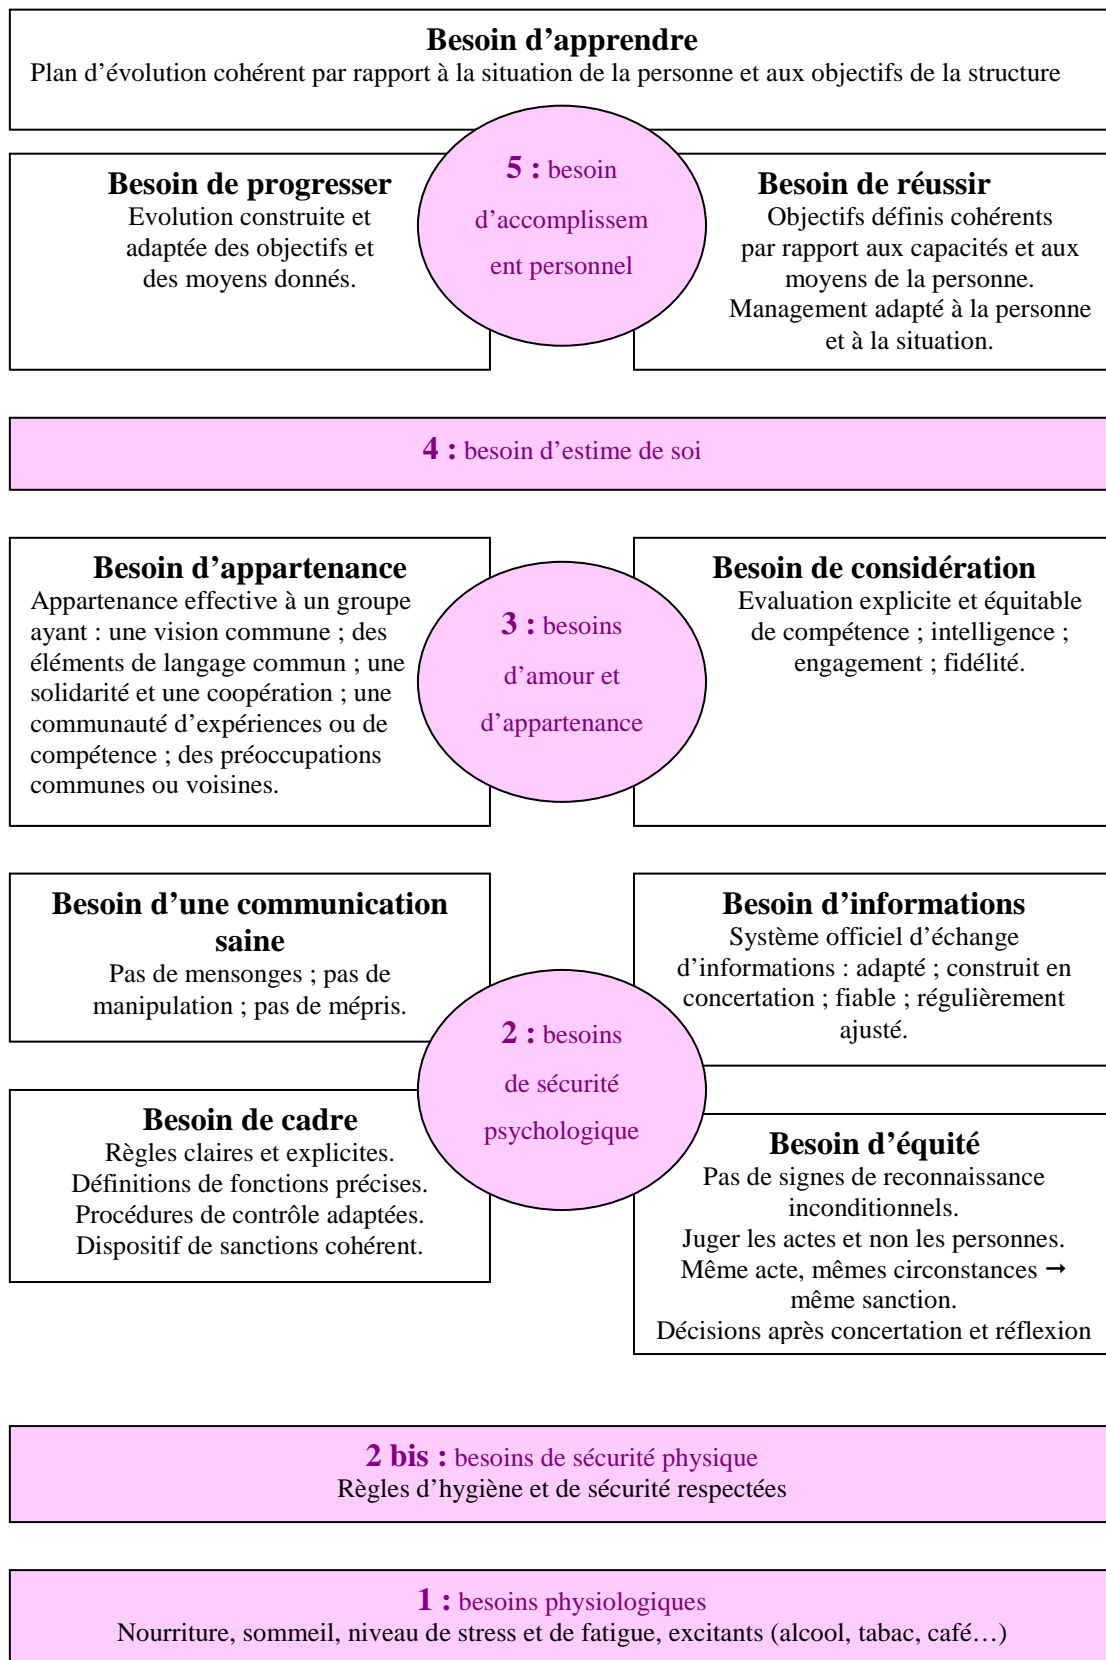 Besoin d’apprendre
Plan d’évolution cohérent par rapport à la situation de la personne et aux objectifs de la structure
Besoin de progresser
Evolution construite et
adaptée des objectifs et
des moyens donnés.
5 : besoin
d’accomplissem
ent personnel
Besoin de réussir
Objectifs définis cohérents
par rapport aux capacités et aux
moyens de la personne.
Management adapté à la personne
et à la situation.
4 : besoin d’estime de soi
Besoin d’appartenance
Appartenance effective à un groupe
ayant : une vision commune ; des
éléments de langage commun ; une
solidarité et une coopération ; une
communauté d’expériences ou de
compétence ; des préoccupations
communes ou voisines.
3 : besoins
d’amour et
d’appartenance
Besoin de considération
Evaluation explicite et équitable
de compétence ; intelligence ;
engagement ; fidélité.
Besoin d’une communication
saine
Pas de mensonges ; pas de
manipulation ; pas de mépris.
Besoin d’informations
Système officiel d’échange
d’informations : adapté ; construit en
concertation ; fiable ; régulièrement
ajusté.
2 : besoins
de sécurité
psychologique
Besoin de cadre
Règles claires et explicites.
Définitions de fonctions précises.
Procédures de contrôle adaptées.
Dispositif de sanctions cohérent.
Besoin d’équité
Pas de signes de reconnaissance
inconditionnels.
Juger les actes et non les personnes.
Même acte, mêmes circonstances ➞
même sanction.
Décisions après concertation et réflexion
2 bis : besoins de sécurité physique
Règles d’hygiène et de sécurité respectées
1 : besoins physiologiques
Nourriture, sommeil, niveau de stress et de fatigue, excitants (alcool, tabac, café…)